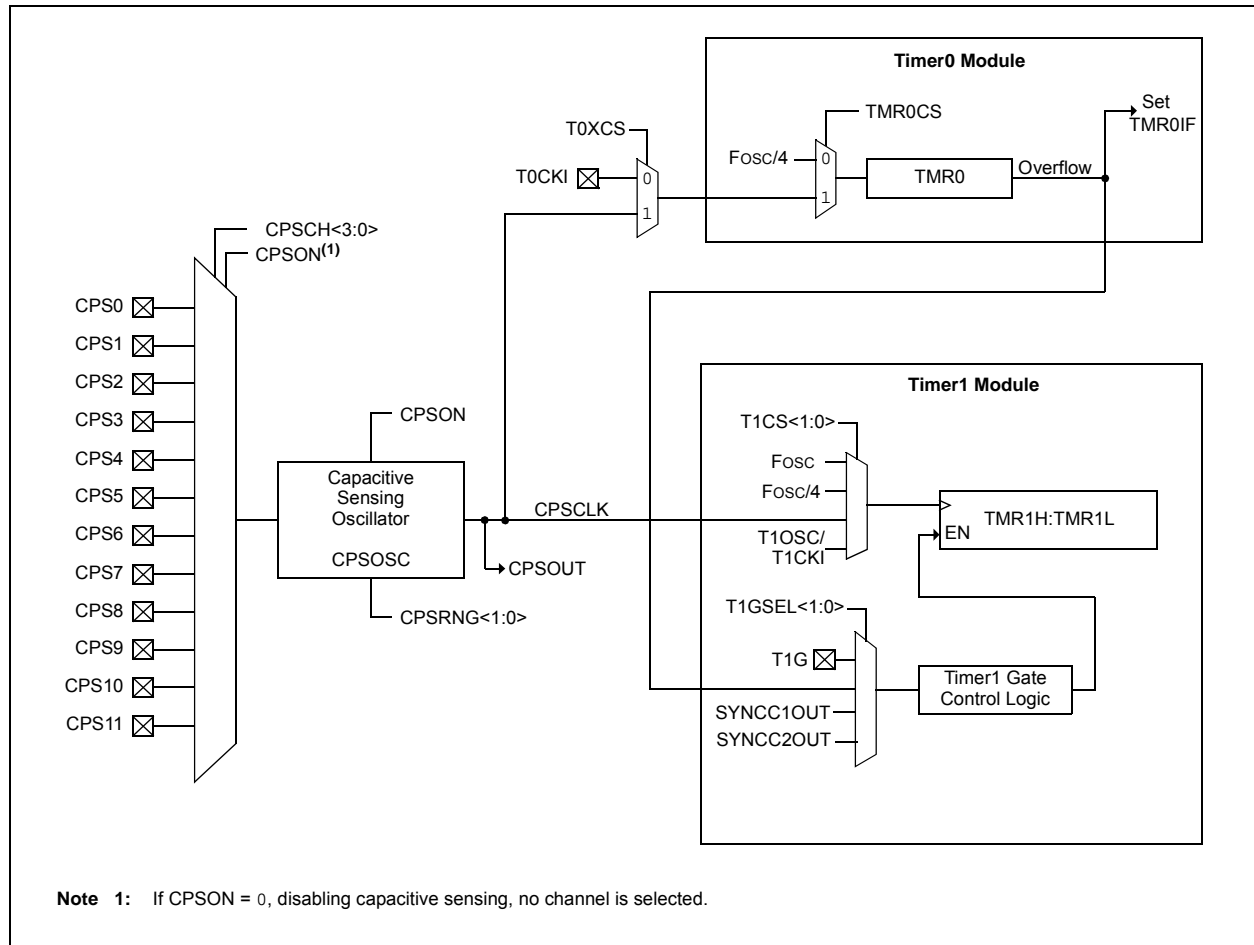 Timer0 Module
Set
TMR0IF
TMR0CS
T0XCS
FOSC/4
0
1
TMR0
Overflow
T0CKI
0
1
CPSCH<3:0>
CPSON(1)
CPS0
CPS1
CPS2
CPS3
CPS4
CPS5
CPS6
CPS7
CPS8
CPS9
CPS10
CPS11
CPSON
Capacitive
Sensing
Oscillator
CPSOSC
CPSRNG<1:0>
CPSCLK
CPSOUT
Timer1 Module
T1CS<1:0>
FOSC
FOSC/4
T1OSC/
T1CKI
TMR1H:TMR1L
EN
T1GSEL<1:0>
T1G
SYNCC1OUT
SYNCC2OUT
Timer1 Gate
Control Logic
Note 1: If CPSON = 0, disabling capacitive sensing, no channel is selected.